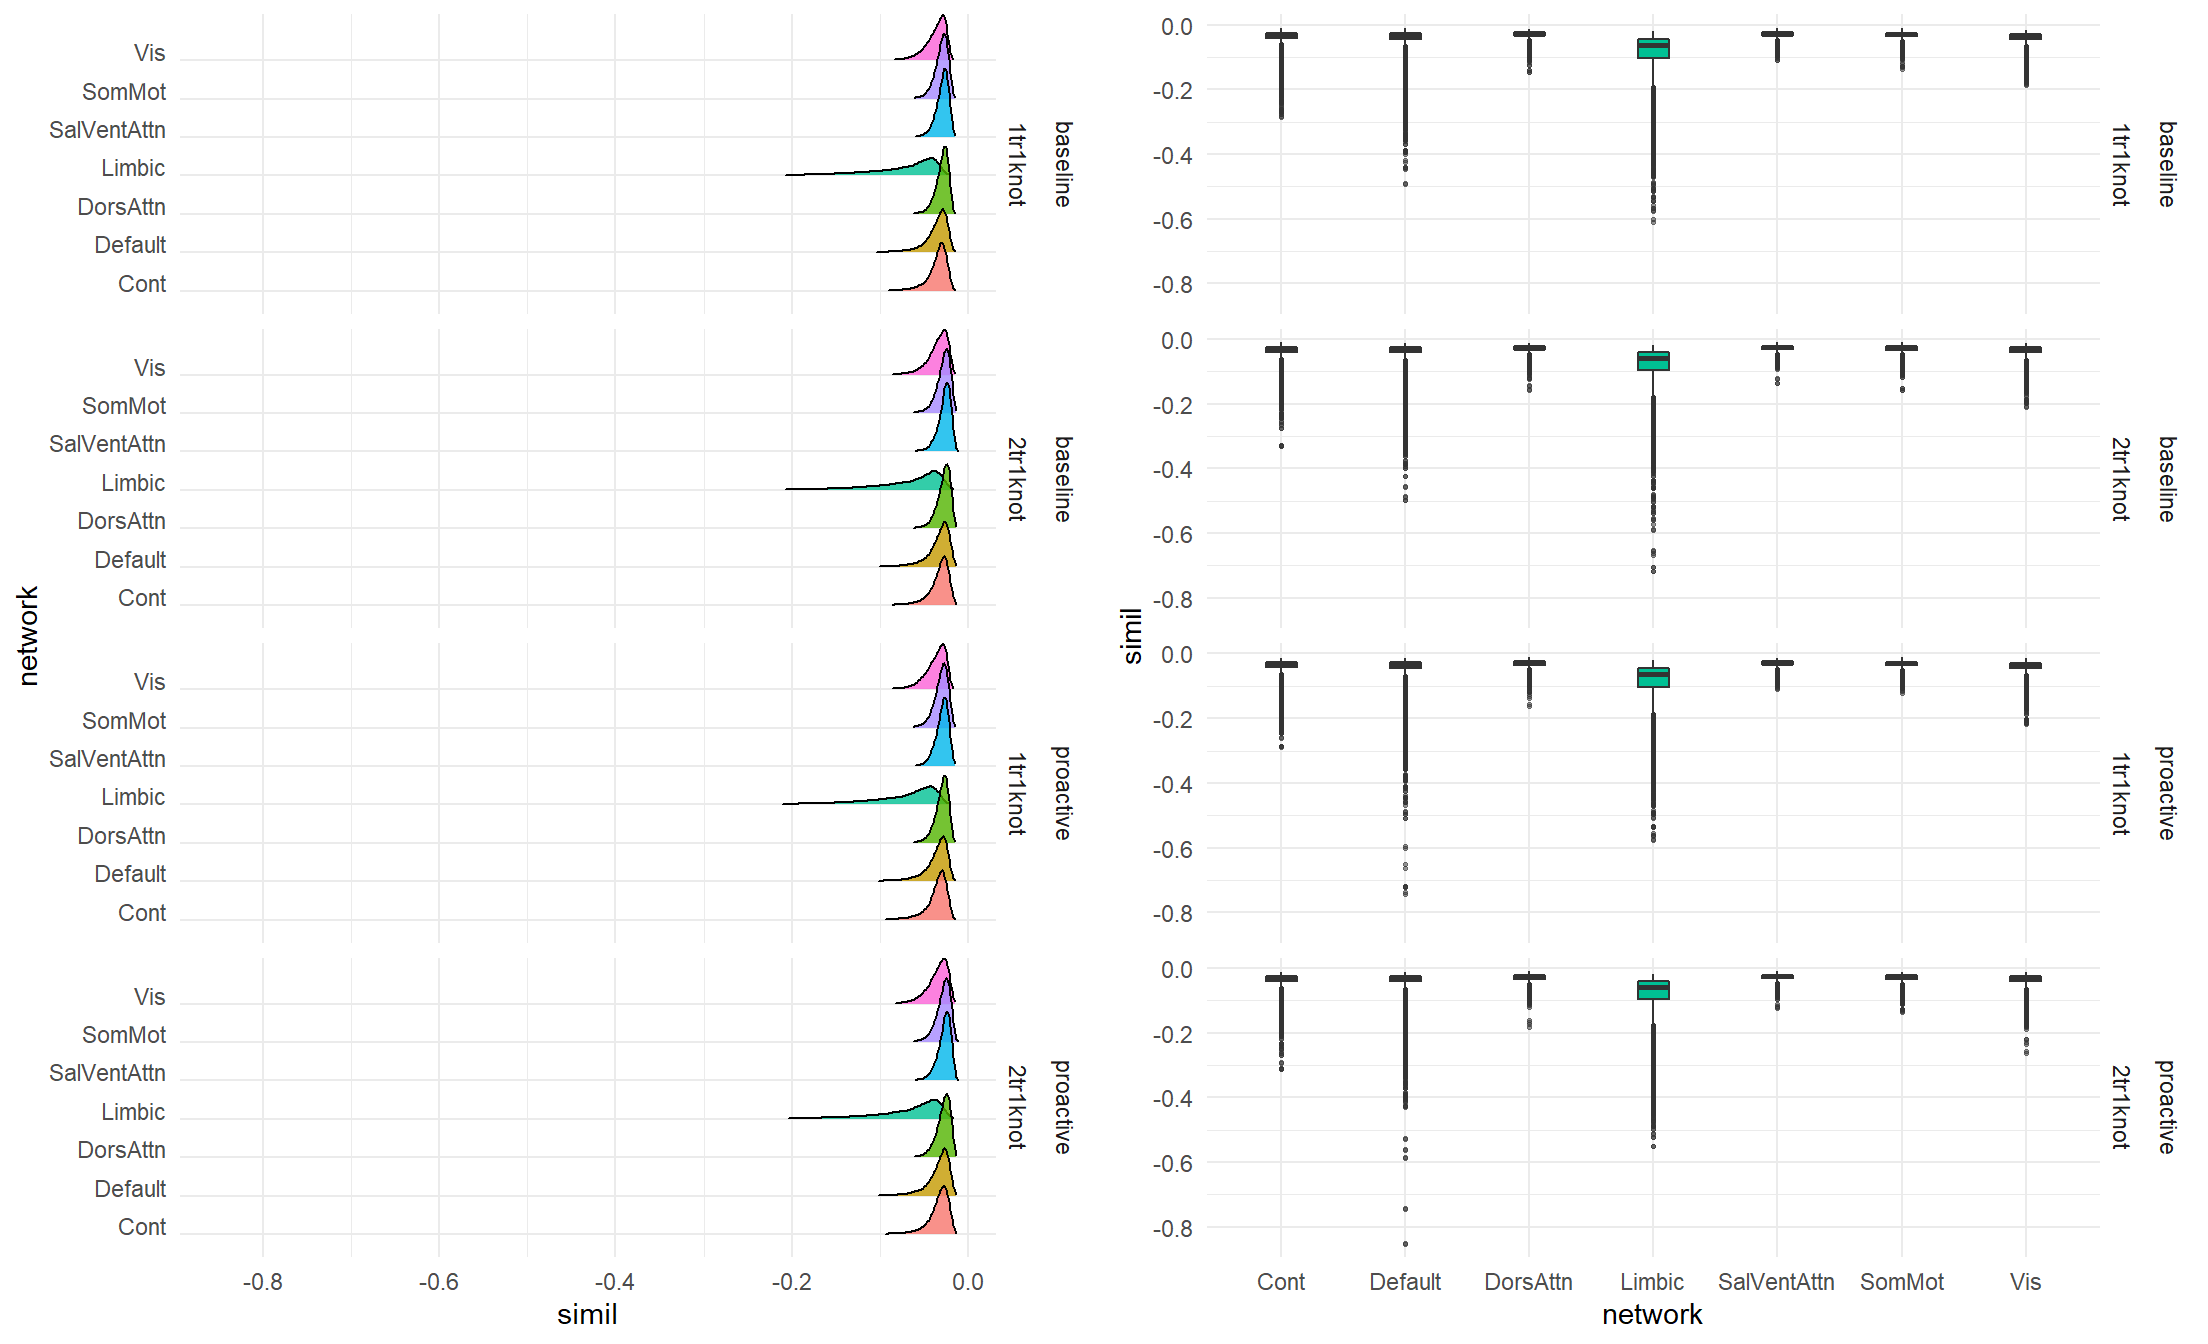 network
Vis
SomMot
SalVentAttn
Limbic
DorsAttn
Default
Cont
1tr1knot
baseline
Vis
SomMot
SalVentAttn
Limbic
DorsAttn
Default
Cont
2tr1knot
baseline
Vis
SomMot
SalVentAttn
Limbic
DorsAttn
Default
Cont
1tr1knot
proactive
Vis
SomMot
SalVentAttn
Limbic
DorsAttn
Default
Cont
2tr1knot
proactive
-0.8 -0.6 -0.4 -0.2 0.0
simil
simil
0.0
-0.2
-0.4
-0.6
-0.8
1tr1knot
baseline
0.0
-0.2
-0.4
-0.6
-0.8
2tr1knot
baseline
0.0
-0.2
-0.4
-0.6
-0.8
1tr1knot
proactive
0.0
-0.2
-0.4
-0.6
-0.8
2tr1knot
proactive
Cont Default DorsAttn Limbic SalVentAttn SomMot Vis
network